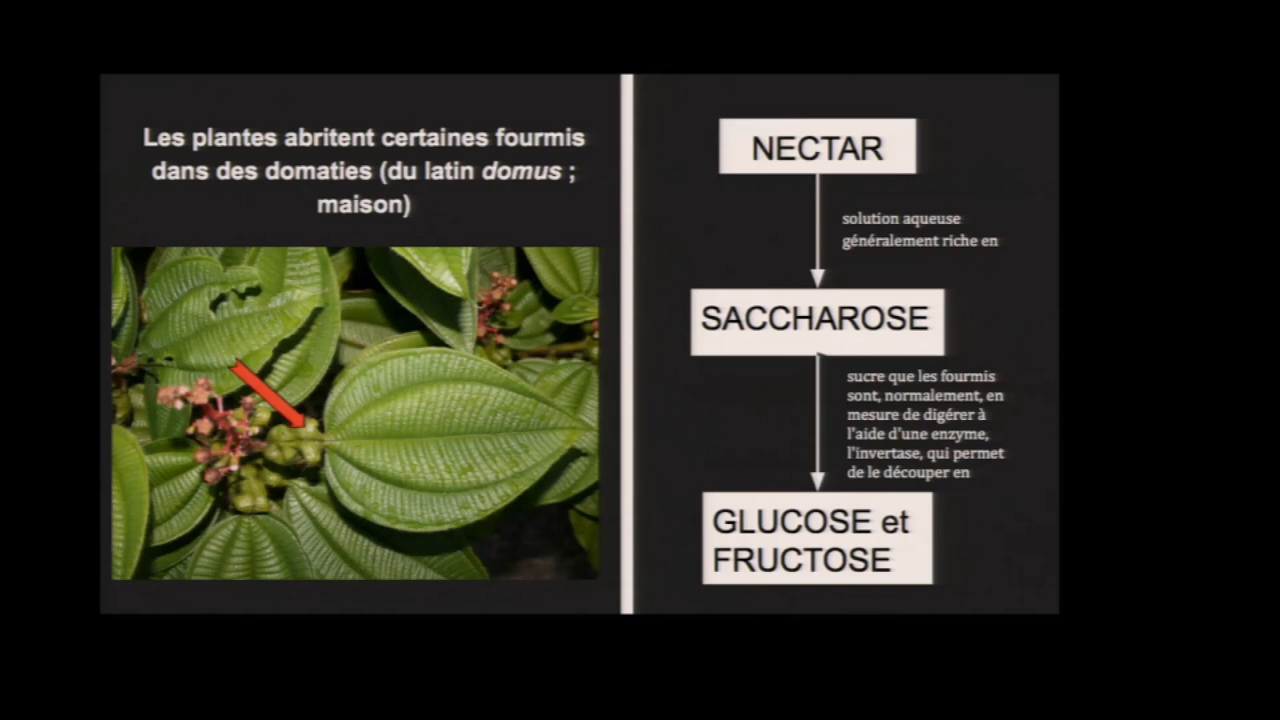 Les plantes abritent certaines fourmis
dans des domaties (du latin domus ;
maison)
NECTAR
solution aqueuse
généralement riche en
SACCHAROSE
sucre que les fourmis
sont, normalement, en
mesure de digérer à
l'aide d'une enzyme,
l'invertase, qui permet
de le découper en
GLUCOSE et
FRUCTOSE